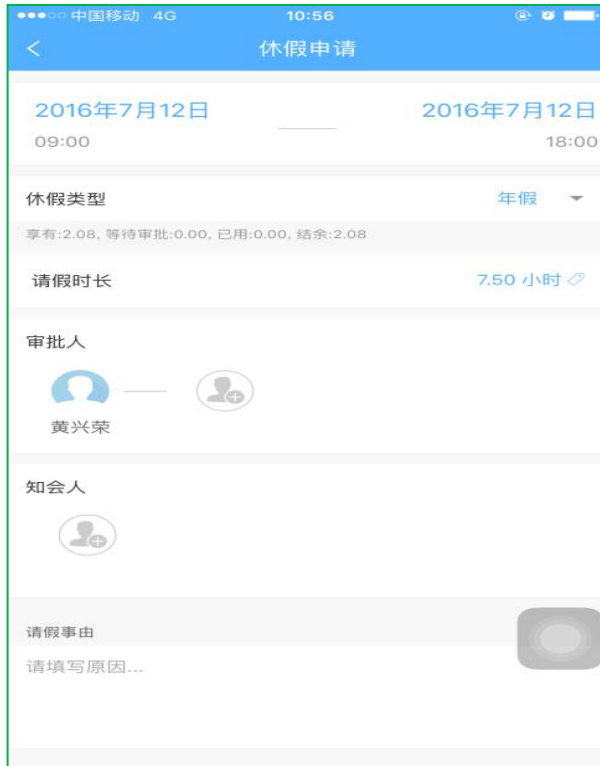 中国移动 4G 10:56
休假申请
2016年7月12日 2016年7月12日
09:00 18:00
休假类型 年假
享有:2.08, 等待审批:0.00, 已用:0.00, 结余:2.08
请假时长 7.50 小时
审批人
黄兴荣
知会人
请假事由
请填写原因...